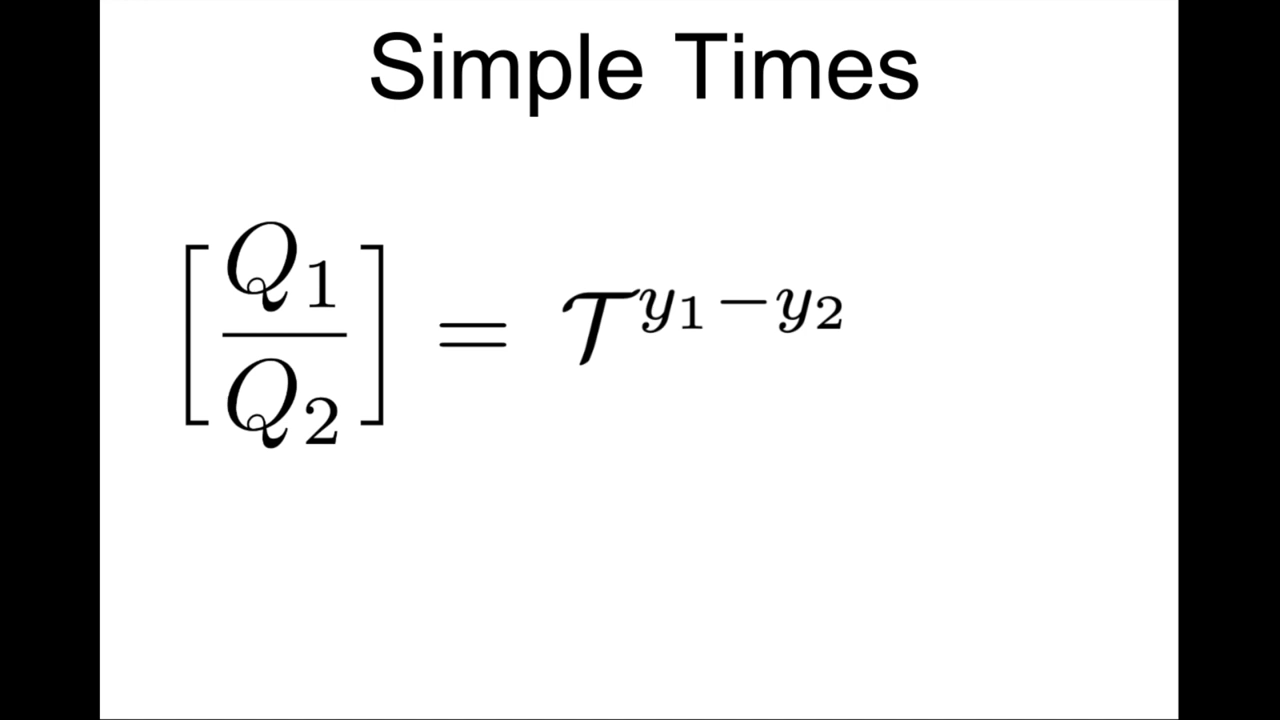 Simple Times
[Q₁/Q₂] = 𝒯^{y₁−y₂}